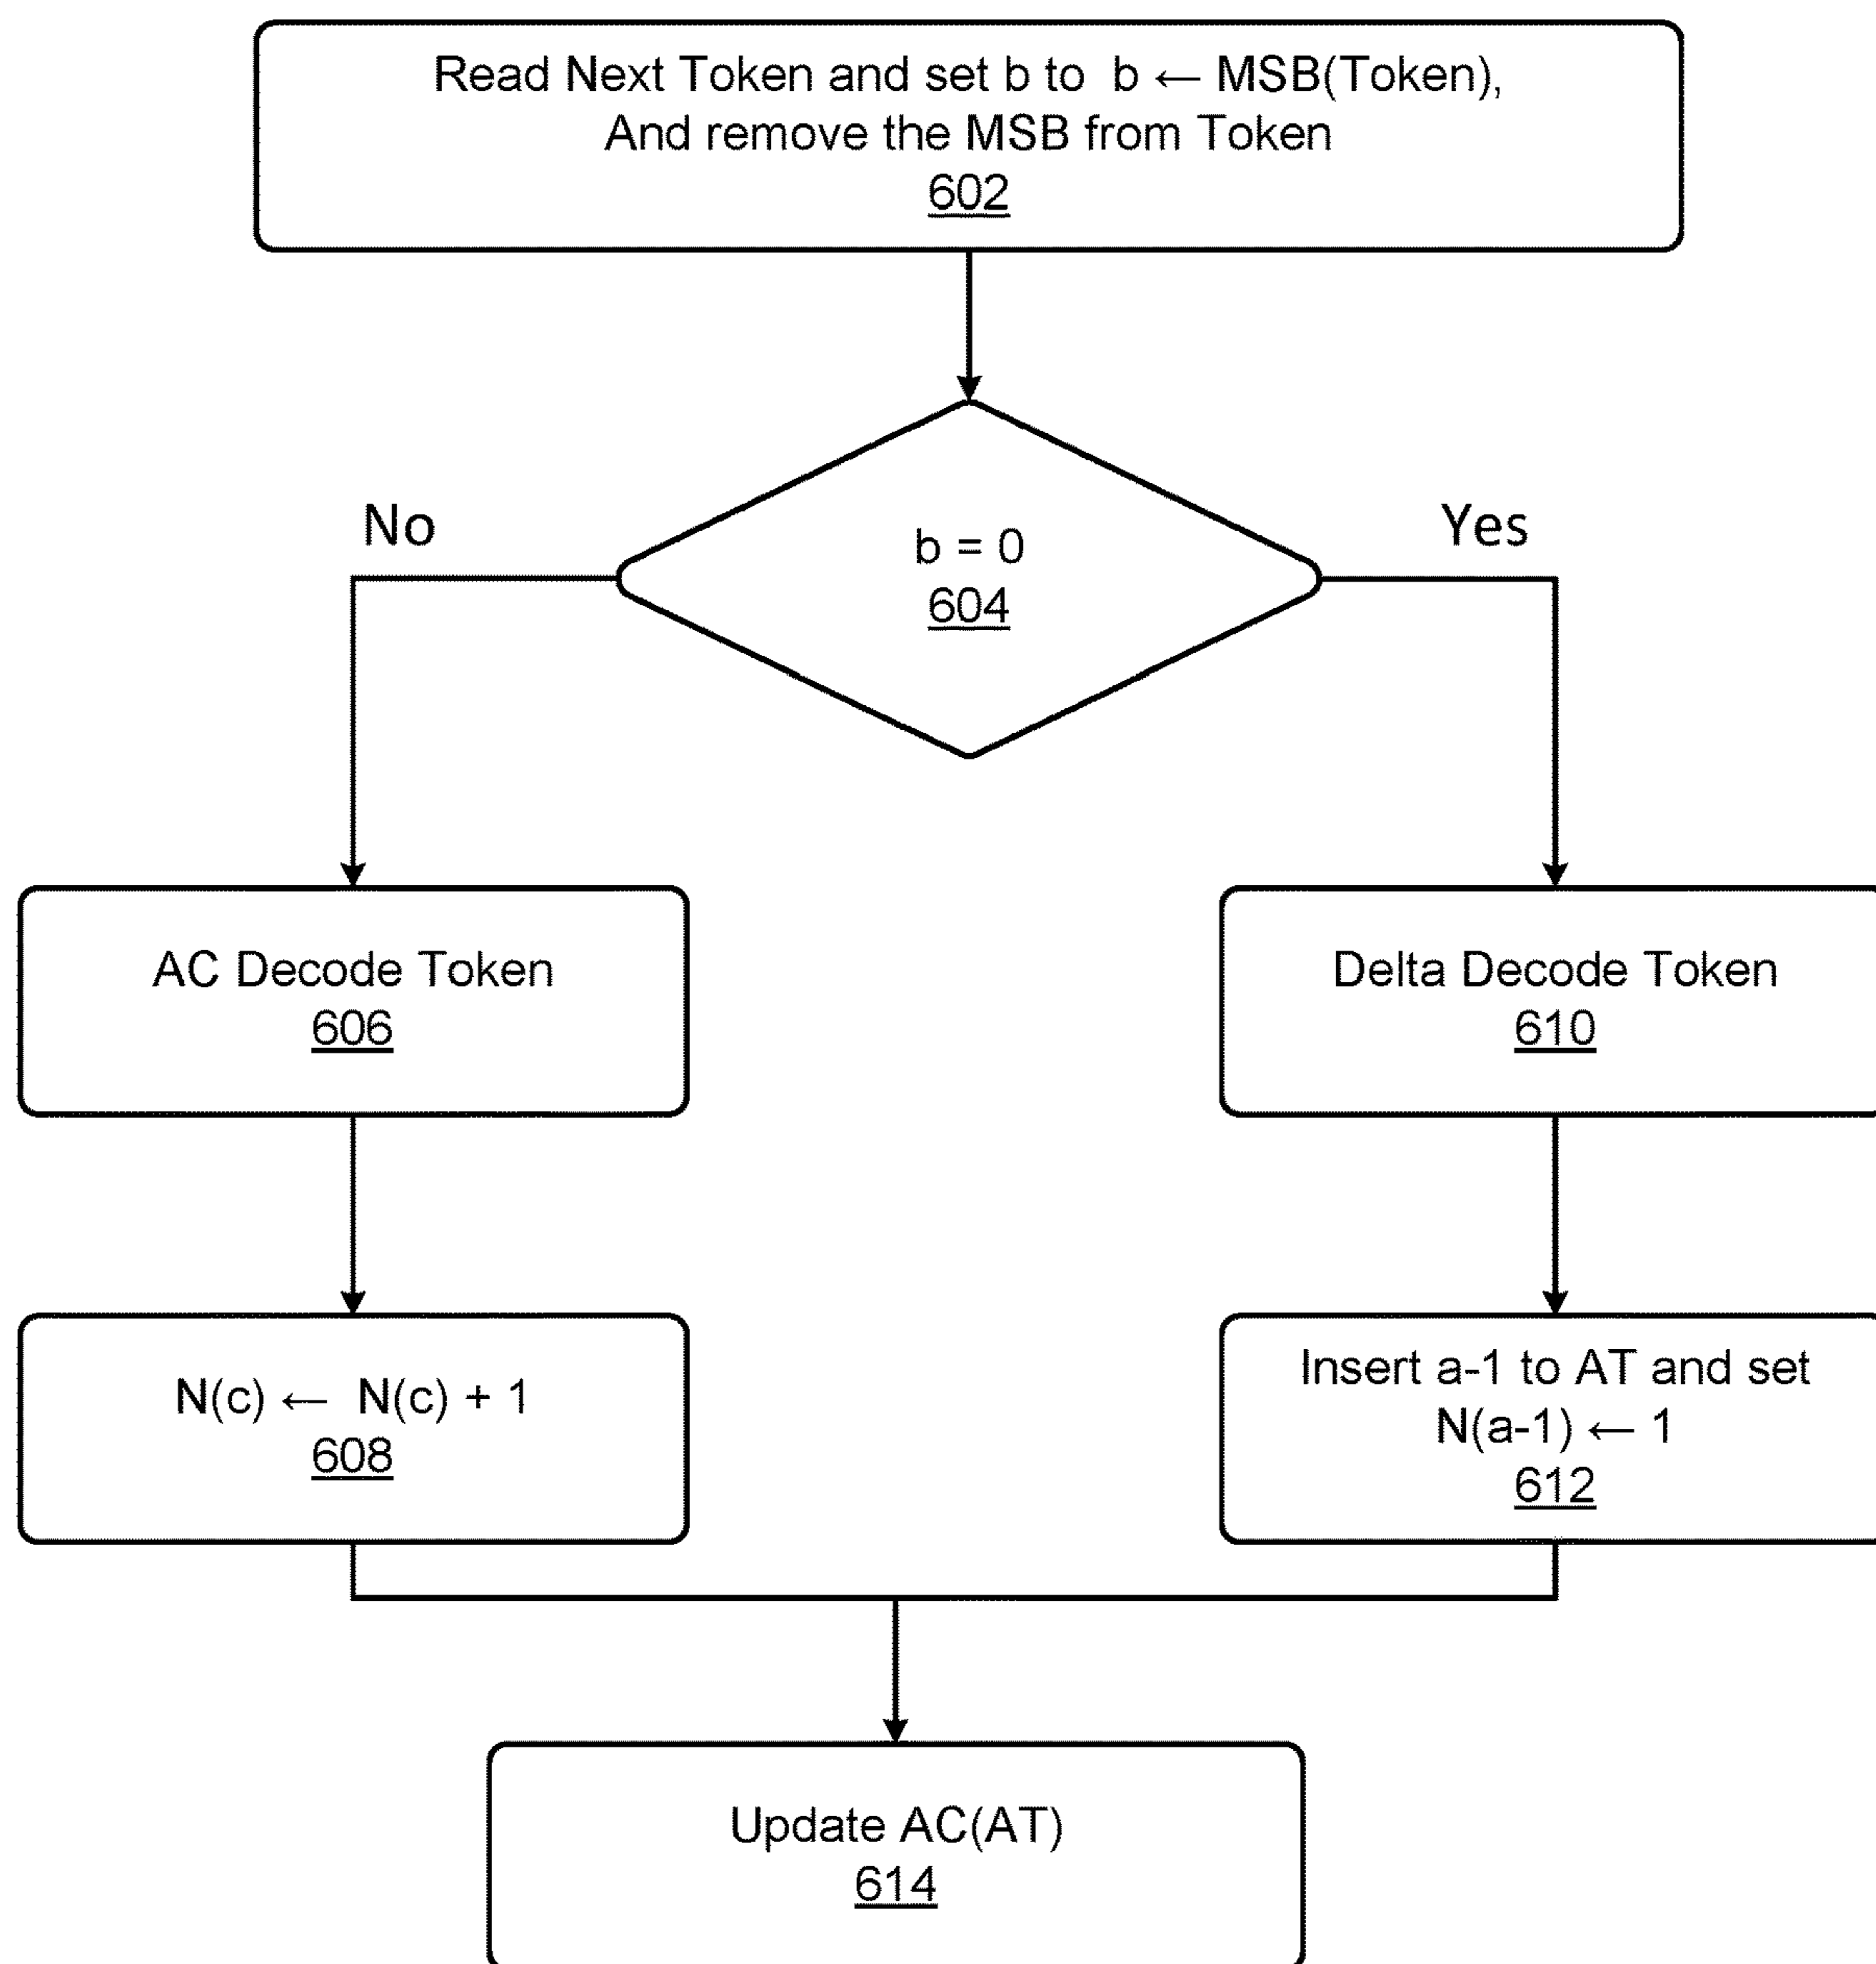 Read Next Token and set b to b ← MSB(Token),
And remove the MSB from Token
602
No
Yes
b = 0
604
AC Decode Token
606
Delta Decode Token
610
N(c) ← N(c) + 1
608
Insert a-1 to AT and set
N(a-1) ← 1
612
Update AC(AT)
614